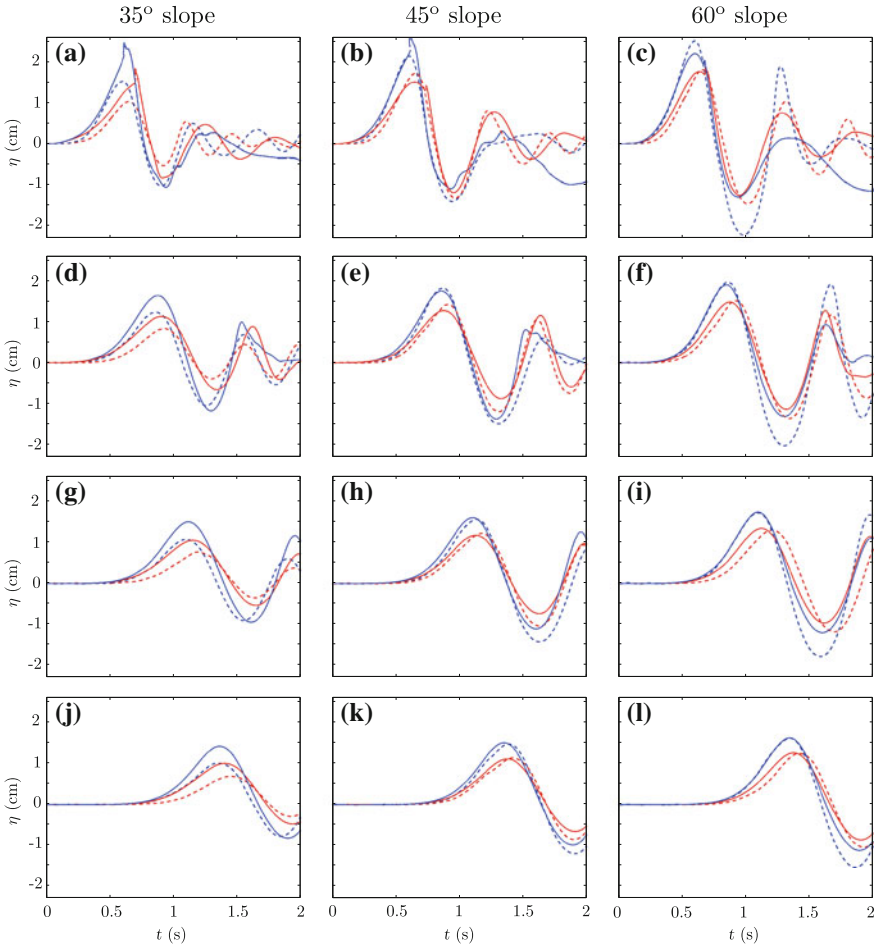 35° slope 45° slope 60° slope
(a) (b) (c)
2
1
0
-1
-2
η (cm)
(d) (e) (f)
2
1
0
-1
-2
η (cm)
(g) (h) (i)
2
1
0
-1
-2
η (cm)
(j) (k) (l)
2
1
0
-1
-2
η (cm)
0 0.5 1 1.5 2 0 0.5 1 1.5 2 0 0.5 1 1.5 2
t (s) t (s) t (s)